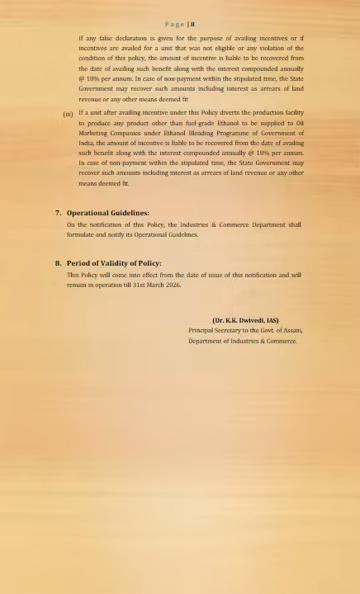 Page | 8
If any false declaration is given for the purpose of availing incentives or if
incentives are availed for a unit that was not eligible or any violation of the
condition of this policy, the amount of incentive is liable to be recovered from
the date of availing such benefit along with the interest compounded annually
@ 18% per annum. In case of non-payment within the stipulated time, the State
Government may recover such amounts including interest as arrears of land
revenue or any other means deemed fit
(iii) If a unit after availing incentive under this Policy diverts the production facility
to produce any product other than fuel-grade Ethanol to be supplied to Oil
Marketing Companies under Ethanol Blending Programme of Government of
India, the amount of incentive is liable to be recovered from the date of availing
such benefit along with the interest compounded annually @ 18% per annum.
In case of non-payment within the stipulated time, the State Government may
recover such amounts including interest as arrears of land revenue or any other
means deemed fit.
7. Operational Guidelines:
On the notification of this Policy, the Industries & Commerce Department shall
formulate and notify its Operational Guidelines.
8. Period of Validity of Policy:
This Policy will come into effect from the date of issue of this notification and will
remain in operation till 31st March 2026.
(Dr. K.K. Dwivedi, IAS)
Principal Secretary to the Govt. of Assam,
Department of Industries & Commerce.